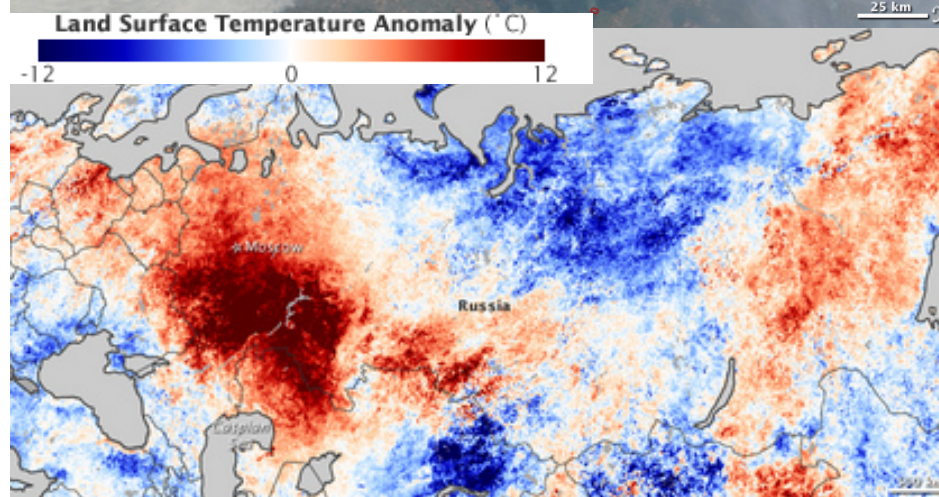 25 km
Land Surface Temperature Anomaly (°C)
-12 0 12
Moscow
Russia
Caspian
Sea